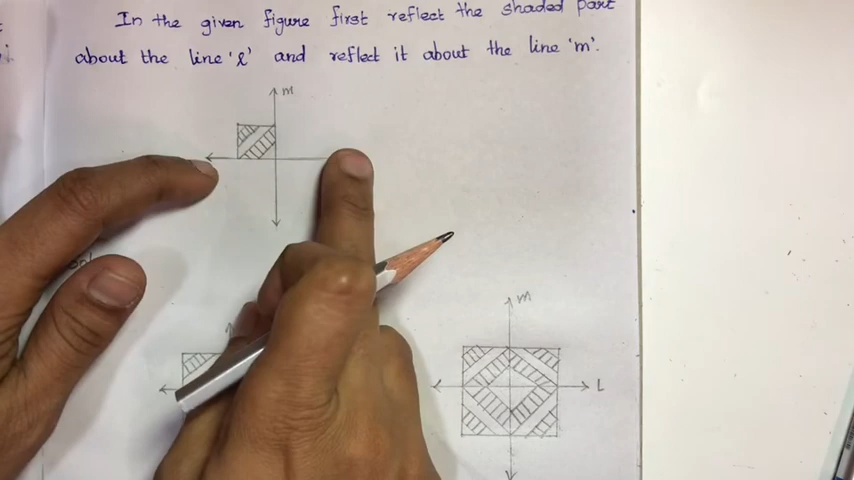 In the given figure first reflect the shaded part
about the line 'l' and reflect it about the line 'm'.
m
m
L